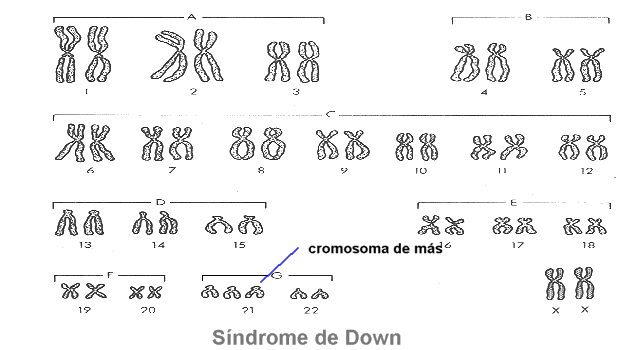 A B
1 2 3 4 5
C
6 7 8 9 10 11 12
D E
13 14 15 16 17 18
cromosoma de más
F G
19 20 21 22 x x
Síndrome de Down